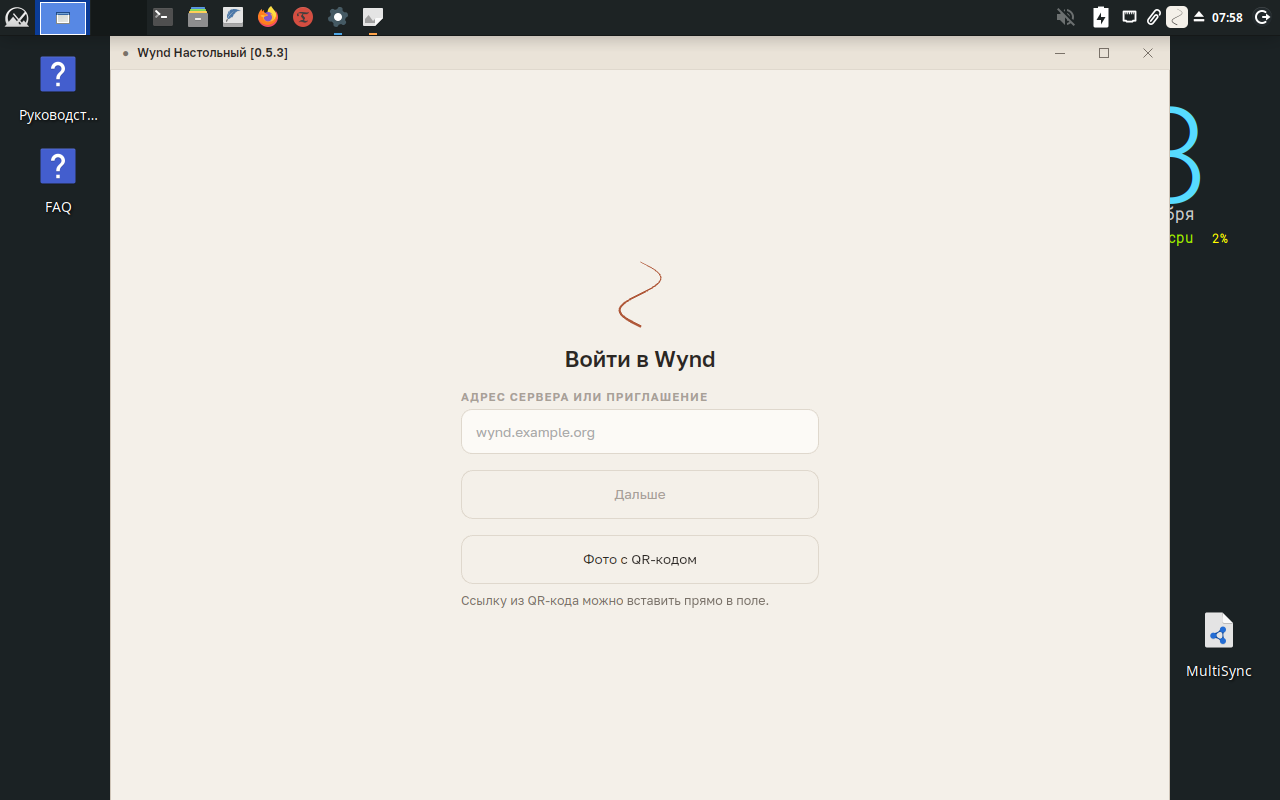 07:58
Wynd Настольный [0.5.3]
Руководст...
FAQ
3
бря
cpu 2%
Войти в Wynd
АДРЕС СЕРВЕРА ИЛИ ПРИГЛАШЕНИЕ
wynd.example.org
Дальше
Фото с QR-кодом
Ссылку из QR-кода можно вставить прямо в поле.
MultiSync